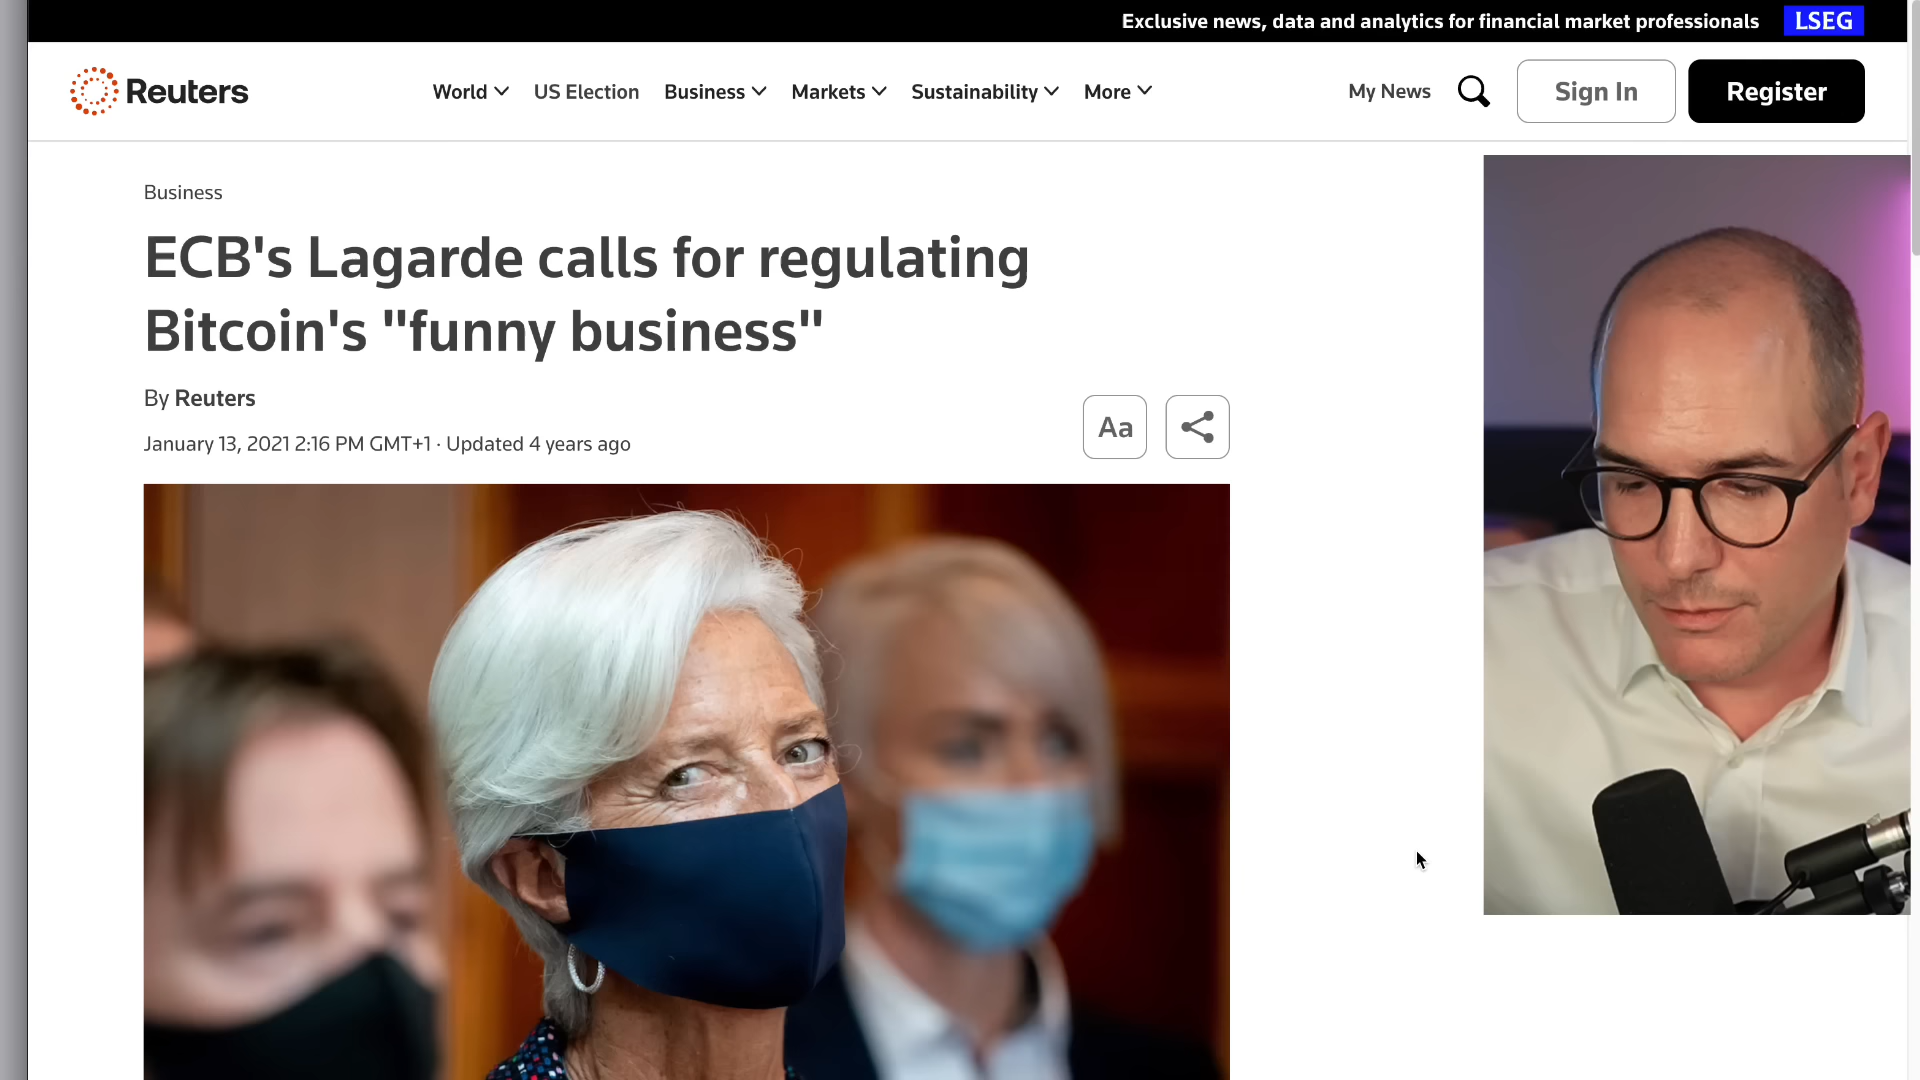 Exclusive news, data and analytics for financial market professionals LSEG
Reuters World US Election Business Markets Sustainability More My News Sign In Register
Business
ECB's Lagarde calls for regulating
Bitcoin's "funny business"
By Reuters
January 13, 2021 2:16 PM GMT+1 · Updated 4 years ago
Aa